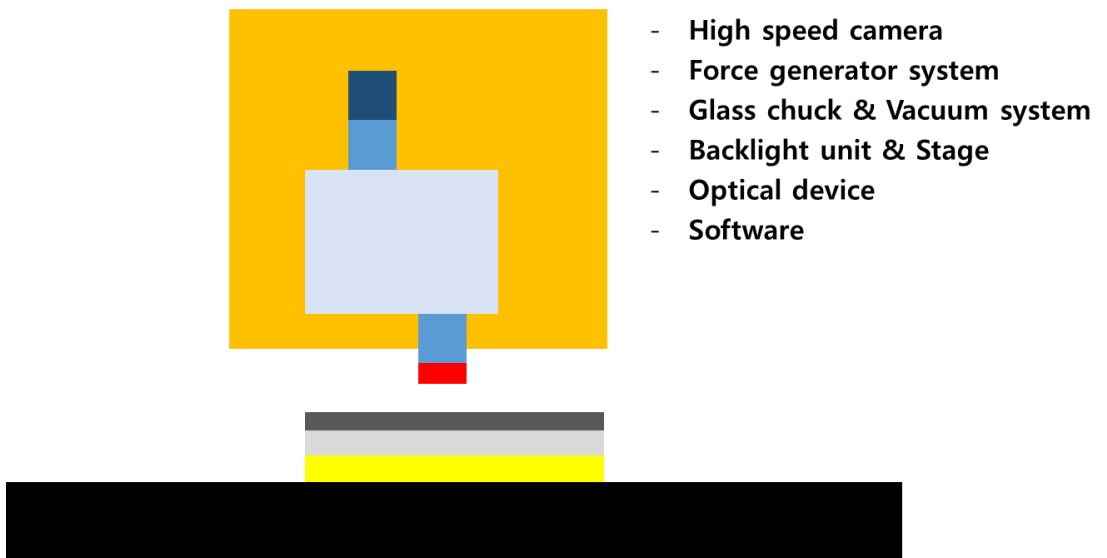 - High speed camera
- Force generator system
- Glass chuck & Vacuum system
- Backlight unit & Stage
- Optical device
- Software